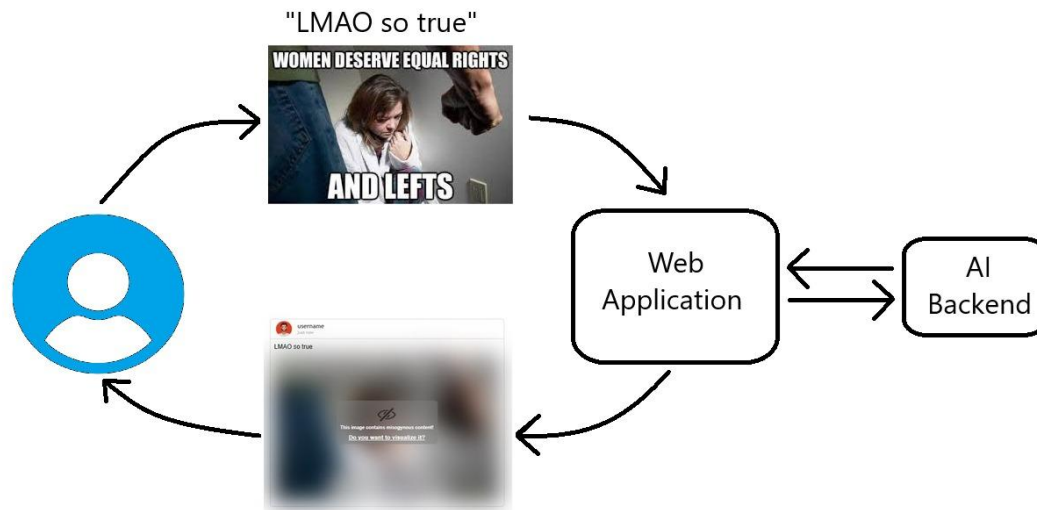 "LMAO so true"
WOMEN DESERVE EQUAL RIGHTS
AND LEFTS
Web
Application
AI
Backend
username
LMAO so true
This image contains misogynous content!
Do you want to visualize it?